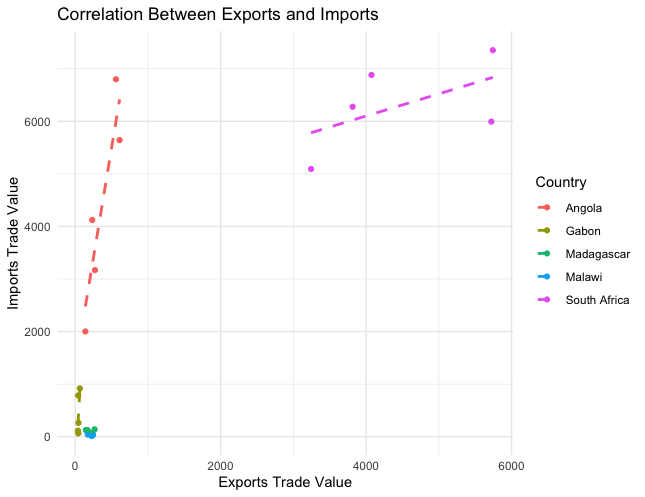 Correlation Between Exports and Imports
Imports Trade Value
6000
4000
2000
0
0 2000 4000 6000
Exports Trade Value
Country
Angola
Gabon
Madagascar
Malawi
South Africa